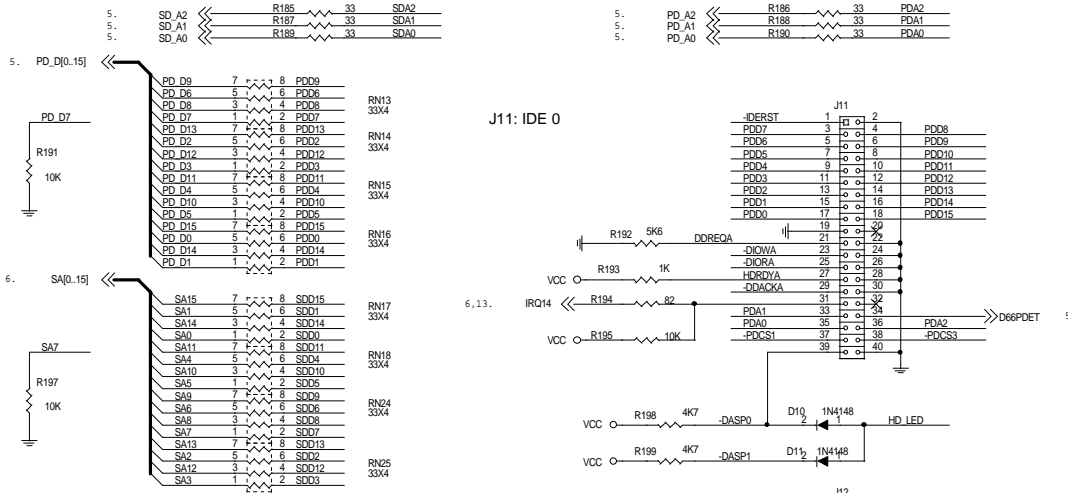 5. SD_A2 R185 33 SDA2
5. SD_A1 R187 33 SDA1
5. SD_A0 R189 33 SDA0
5. PD_A2 R186 33 PDA2
5. PD_A1 R188 33 PDA1
5. PD_A0 R190 33 PDA0
5. PD_D[0..15]
PD_D9 7 8 PDD9
PD_D6 5 6 PDD6
PD_D8 3 4 PDD8
PD_D7 1 2 PDD7
RN13
33X4
PD_D13 7 8 PDD13
PD_D2 5 6 PDD2
PD_D12 3 4 PDD12
PD_D3 1 2 PDD3
RN14
33X4
PD_D11 7 8 PDD11
PD_D4 5 6 PDD4
PD_D10 3 4 PDD10
PD_D5 1 2 PDD5
RN15
33X4
PD_D15 7 8 PDD15
PD_D0 5 6 PDD0
PD_D14 3 4 PDD14
PD_D1 1 2 PDD1
RN16
33X4
PD_D7
R191
10K
6. SA[0..15]
SA15 7 8 SDD15
SA1 5 6 SDD1
SA14 3 4 SDD14
SA0 1 2 SDD0
RN17
33X4
SA11 7 8 SDD11
SA4 5 6 SDD4
SA10 3 4 SDD10
SA5 1 2 SDD5
RN18
33X4
SA9 7 8 SDD9
SA6 5 6 SDD6
SA8 3 4 SDD8
SA7 1 2 SDD7
RN24
33X4
SA13 7 8 SDD13
SA2 5 6 SDD2
SA12 3 4 SDD12
SA3 1 2 SDD3
RN25
33X4
SA7
R197
10K
J11: IDE 0
J11
-IDERST 1 2
PDD7 3 4 PDD8
PDD6 5 6 PDD9
PDD5 7 8 PDD10
PDD4 9 10 PDD11
PDD3 11 12 PDD12
PDD2 13 14 PDD13
PDD1 15 16 PDD14
PDD0 17 18 PDD15
19 20
R192 5K6 DDREQA 21 22
-DIOWA 23 24
-DIORA 25 26
VCC R193 1K HDRDYA 27 28
-DDACKA 29 30
6,13. IRQ14 R194 82 31 32
PDA1 33 34 D66PDET 5
PDA0 35 36 PDA2
VCC R195 10K -PDCS1 37 38 -PDCS3
39 40
VCC R198 4K7 -DASP0 D10 2 1N4148 1 HD_LED
VCC R199 4K7 -DASP1 D11 2 1N4148 1
J12